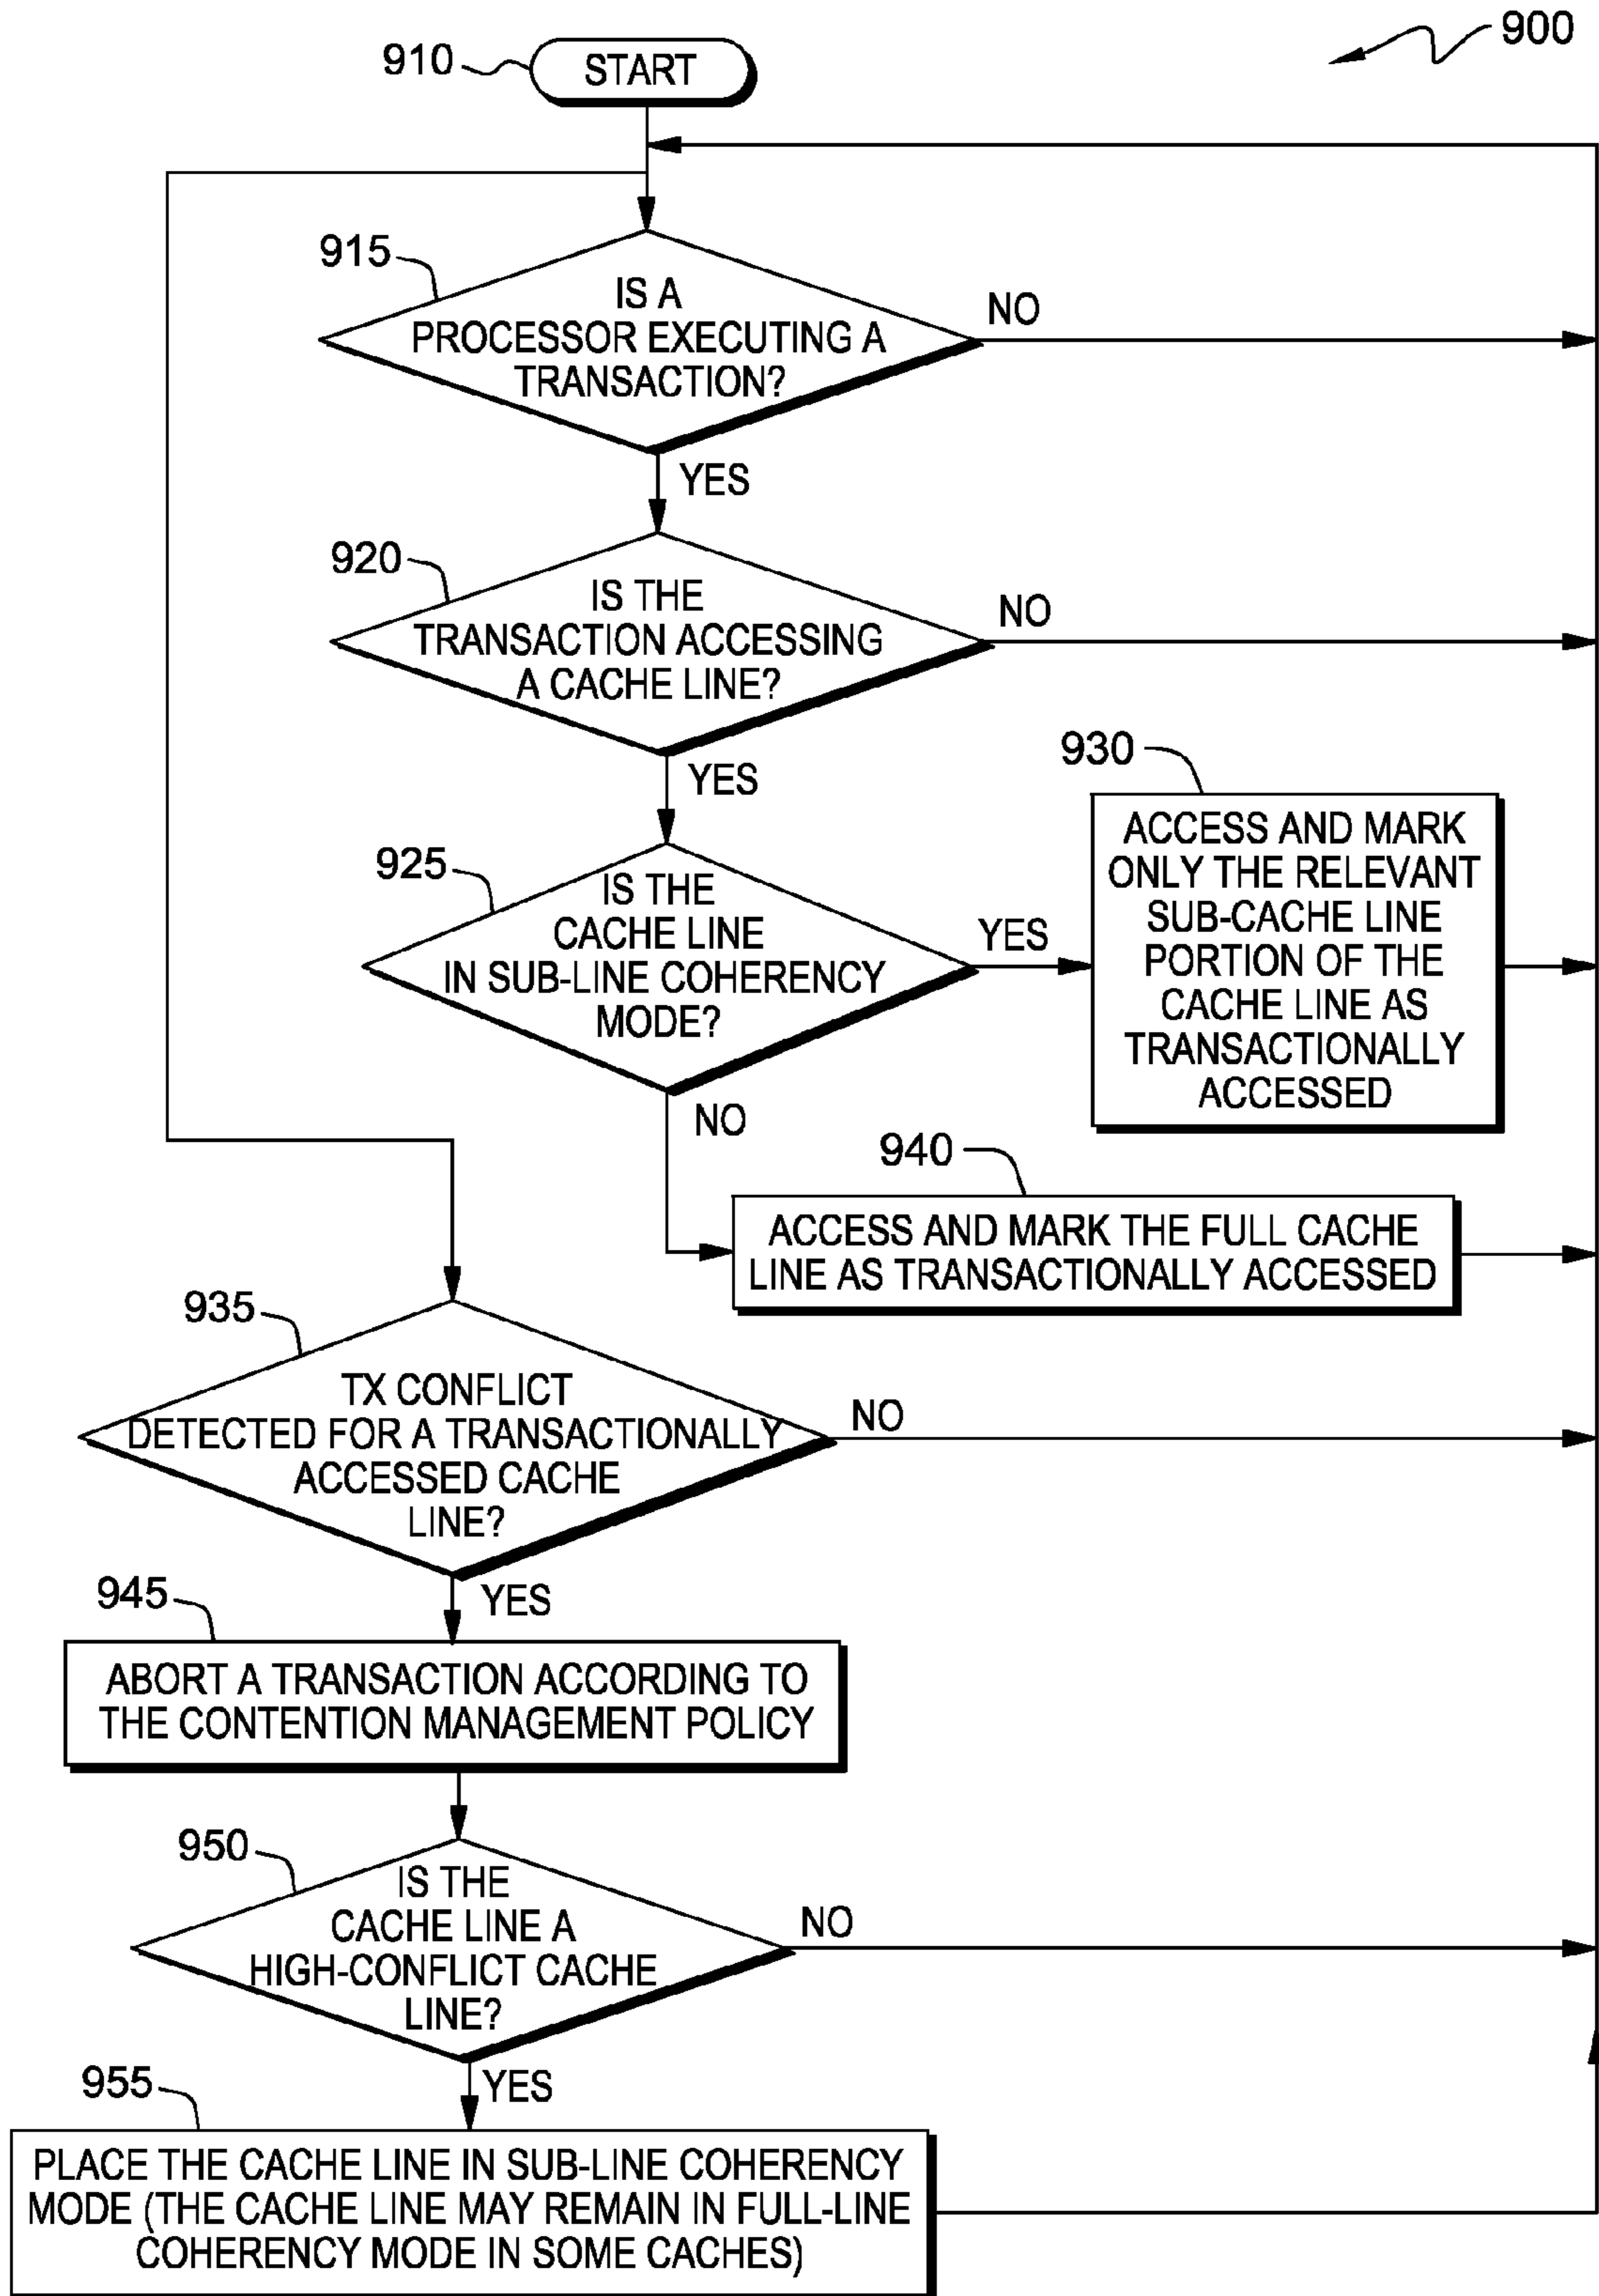 900
910
START
915
IS A
PROCESSOR EXECUTING A
TRANSACTION?
NO
YES
920
IS THE
TRANSACTION ACCESSING
A CACHE LINE?
NO
YES
925
IS THE
CACHE LINE
IN SUB-LINE COHERENCY
MODE?
YES
NO
930
ACCESS AND MARK
ONLY THE RELEVANT
SUB-CACHE LINE
PORTION OF THE
CACHE LINE AS
TRANSACTIONALLY
ACCESSED
940
ACCESS AND MARK THE FULL CACHE
LINE AS TRANSACTIONALLY ACCESSED
935
TX CONFLICT
DETECTED FOR A TRANSACTIONALLY
ACCESSED CACHE
LINE?
NO
YES
945
ABORT A TRANSACTION ACCORDING TO
THE CONTENTION MANAGEMENT POLICY
950
IS THE
CACHE LINE A
HIGH-CONFLICT CACHE
LINE?
NO
YES
955
PLACE THE CACHE LINE IN SUB-LINE COHERENCY
MODE (THE CACHE LINE MAY REMAIN IN FULL-LINE
COHERENCY MODE IN SOME CACHES)